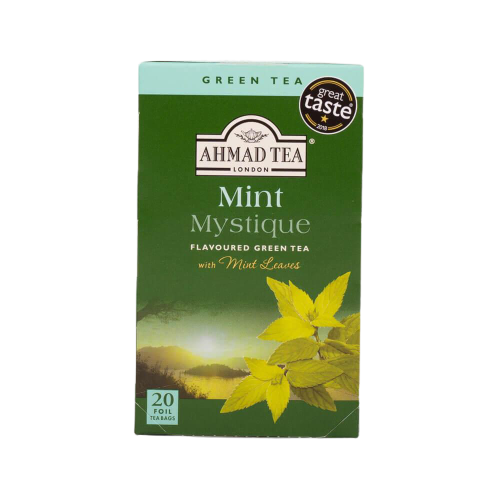 GREEN TEA
great
taste
2018
AHMAD TEA®
LONDON
Mint
Mystique
FLAVOURED GREEN TEA
with Mint Leaves
20
FOIL
TEA BAGS